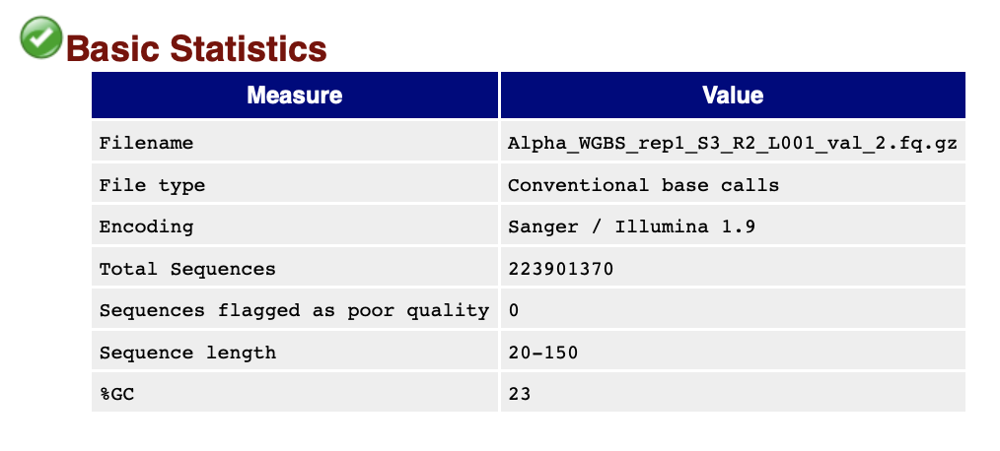 Basic Statistics
Measure Value
Filename Alpha_WGBS_rep1_S3_R2_L001_val_2.fq.gz
File type Conventional base calls
Encoding Sanger / Illumina 1.9
Total Sequences 223901370
Sequences flagged as poor quality 0
Sequence length 20-150
%GC 23